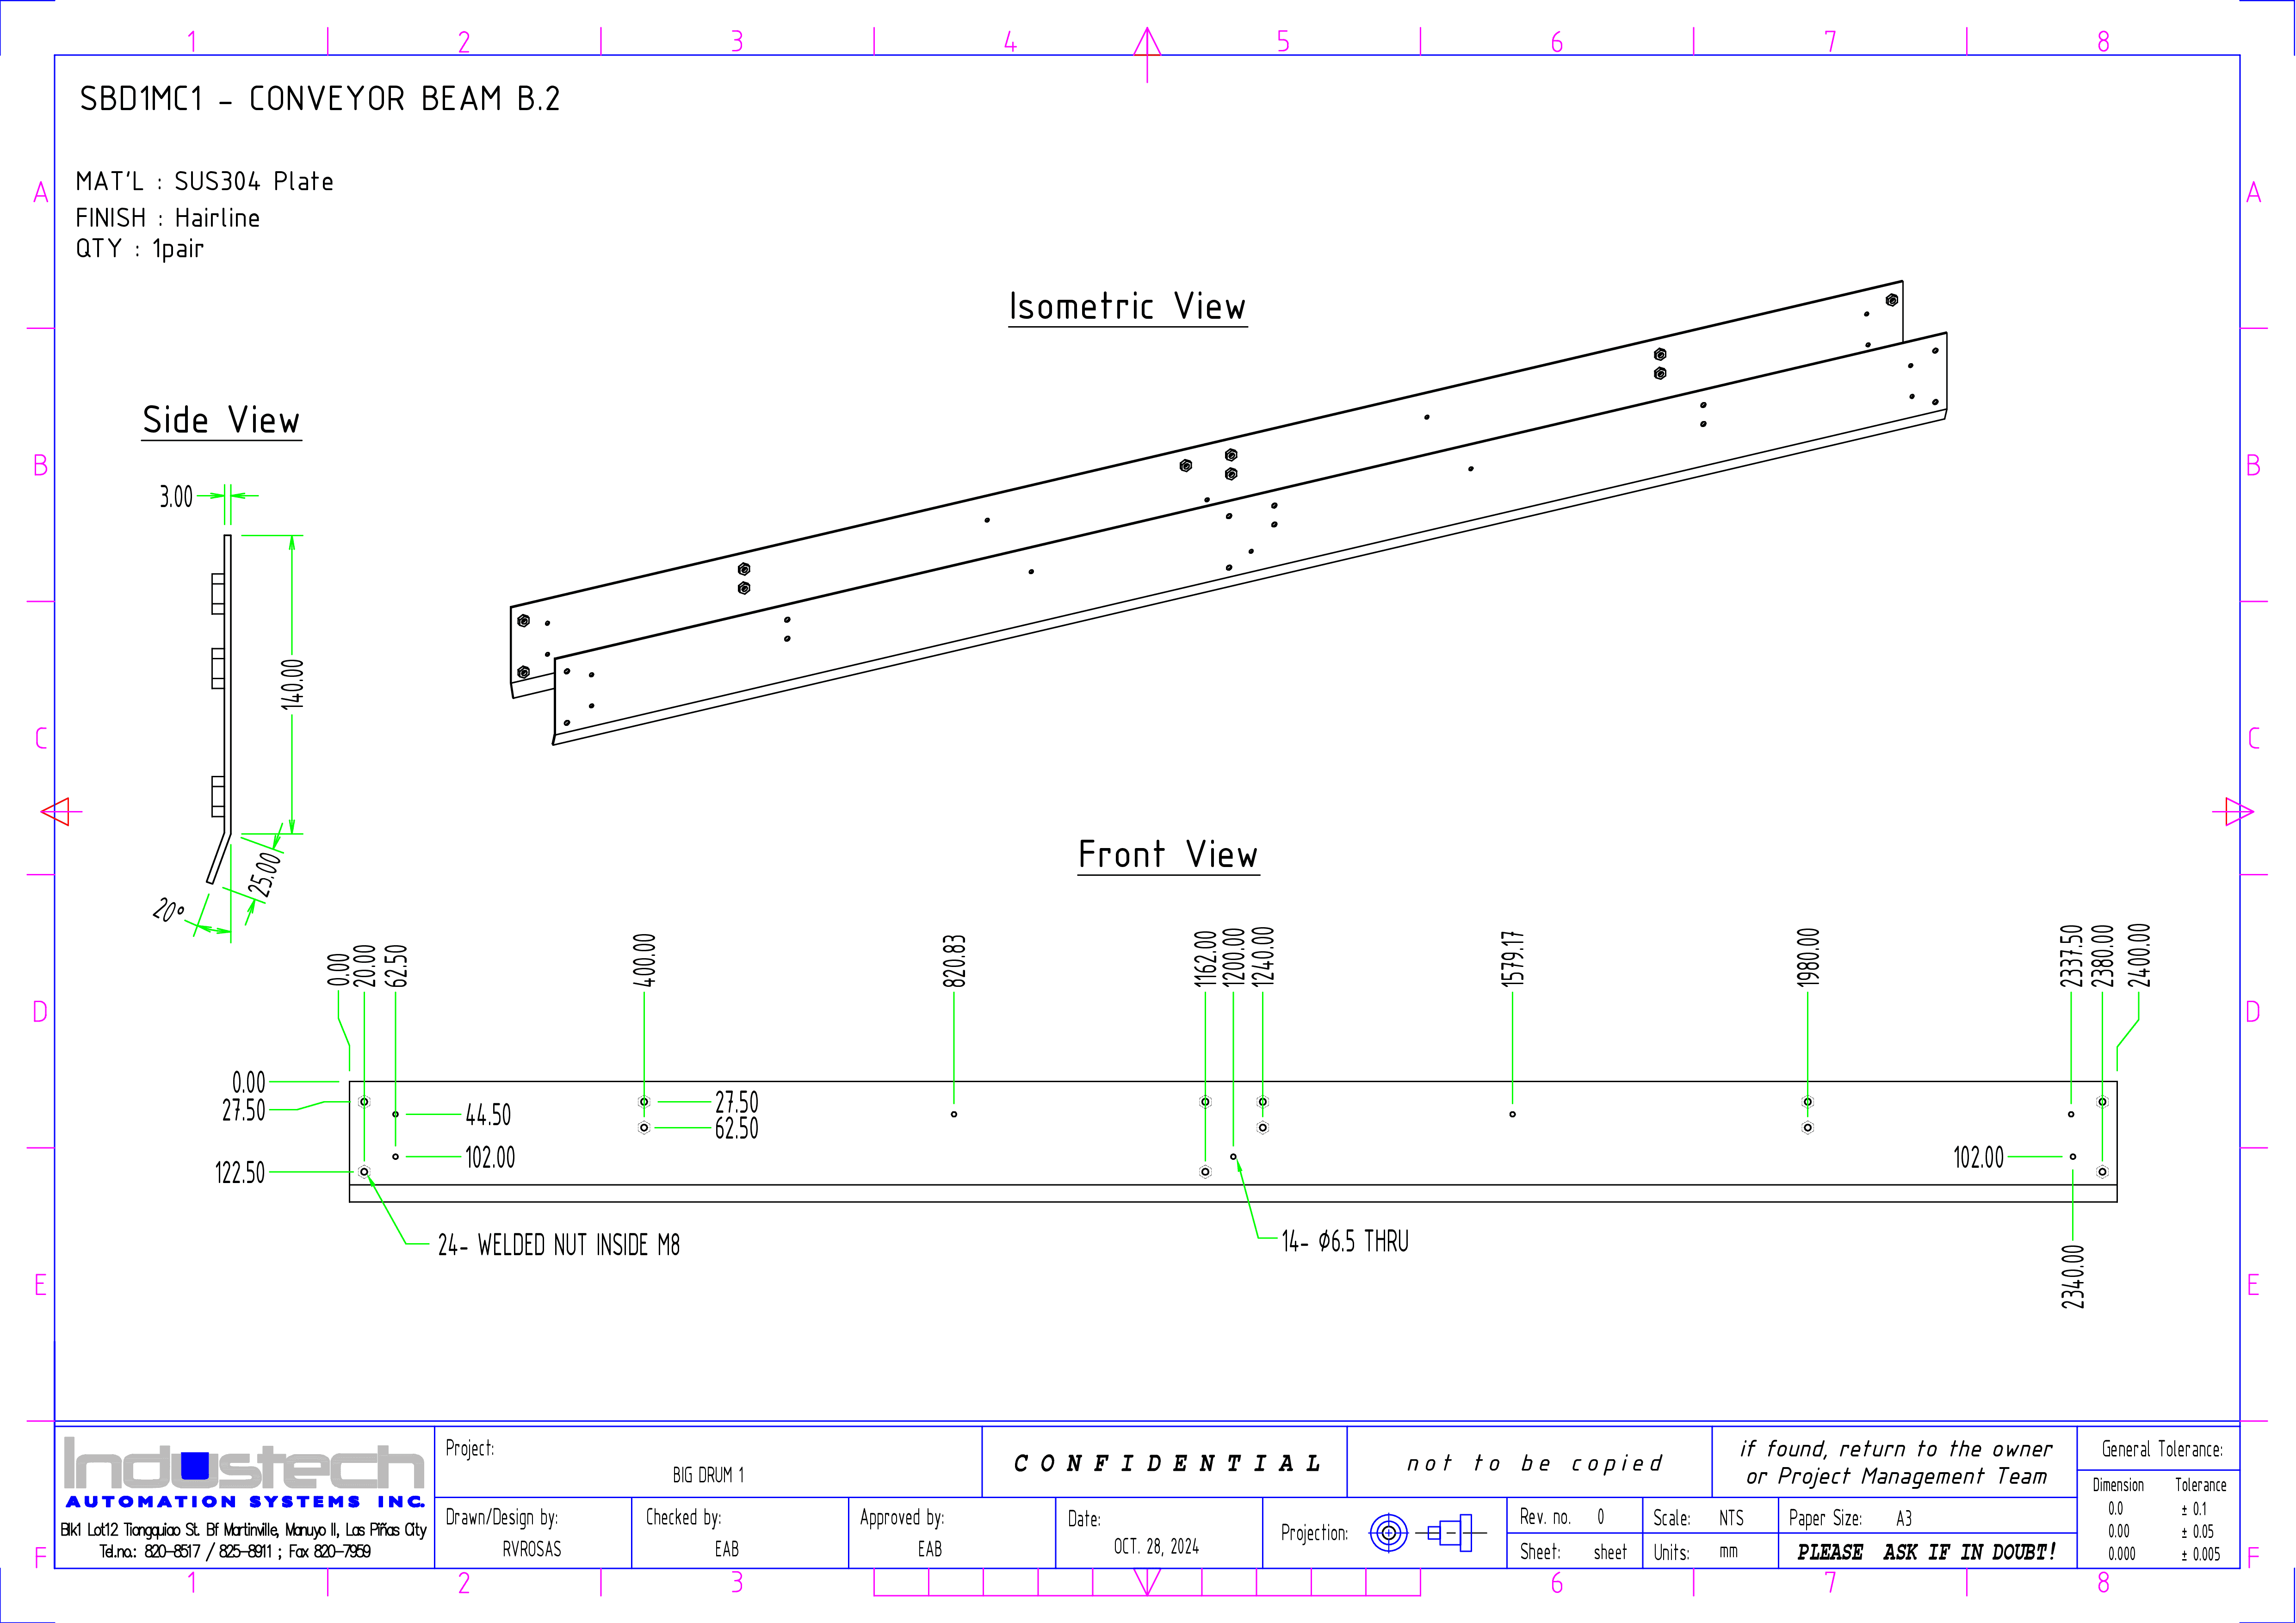 1 2 3 4 5 6 7 8
SBD1MC1 - CONVEYOR BEAM B.2
MAT'L : SUS304 Plate
FINISH : Hairline
QTY : 1pair
A A
Isometric View
Side View
B B
3.00
140.00
C C
25.00
20°
Front View
0.00 20.00 62.50 400.00 820.83 1162.00 1200.00 1240.00 1579.17 1980.00 2337.50 2380.00 2400.00
D D
0.00
27.50 27.50
44.50
62.50
102.00 102.00
122.50
24- WELDED NUT INSIDE M8
14- Ø6.5 THRU
2340.00
E E
Industech
AUTOMATION SYSTEMS INC.
Blk1 Lot12 Tiangquiao St. Bf Martinville, Manuyo II, Las Piñas City
Tel.no.: 820-8517 / 825-8911 ; Fax 820-7959
Project:
BIG DRUM 1
CONFIDENTIAL
not to be copied
if found, return to the owner
or Project Management Team
General Tolerance:
Dimension Tolerance
0.0 ± 0.1
0.00 ± 0.05
0.000 ± 0.005
Drawn/Design by:
RVROSAS
Checked by:
EAB
Approved by:
EAB
Date:
OCT. 28, 2024
Projection:
Rev. no. 0
Sheet: sheet
Scale: NTS
Units: mm
Paper Size: A3
PLEASE ASK IF IN DOUBT!
F F
1 2 3 6 7 8